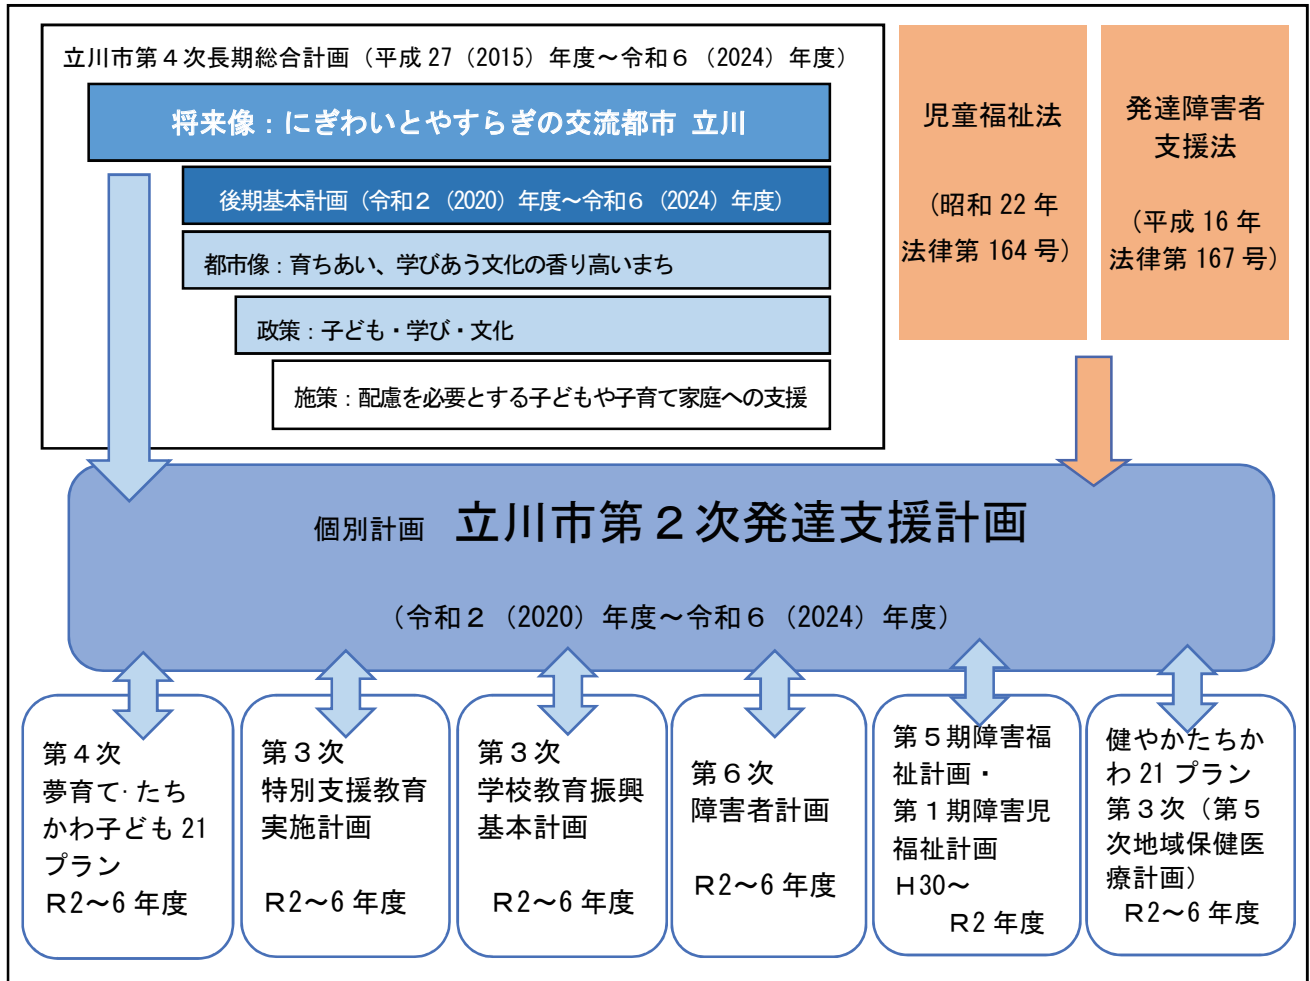 立川市第４次長期総合計画（平成 27（2015）年度～令和６（2024）年度）
将来像：にぎわいとやすらぎの交流都市 立川
後期基本計画（令和２（2020）年度～令和６（2024）年度）
都市像：育ちあい、学びあう文化の香り高いまち
政策：子ども・学び・文化
施策：配慮を必要とする子どもや子育て家庭への支援
児童福祉法
（昭和 22 年
法律第 164 号）
発達障害者
支援法
（平成 16 年
法律第 167 号）
個別計画 立川市第２次発達支援計画
（令和２（2020）年度～令和６（2024）年度）
第４次
夢育て・たち
かわ子ども 21
プラン
Ｒ2～6 年度
第３次
特別支援教育
実施計画
Ｒ2～6 年度
第３次
学校教育振興
基本計画
Ｒ2～6 年度
第６次
障害者計画
Ｒ2～6 年度
第５期障害福
祉計画・
第１期障害児
福祉計画
Ｈ30～
Ｒ2 年度
健やかたちか
わ 21 プラン
第３次（第５
次地域保健医
療計画）
Ｒ2～6 年度